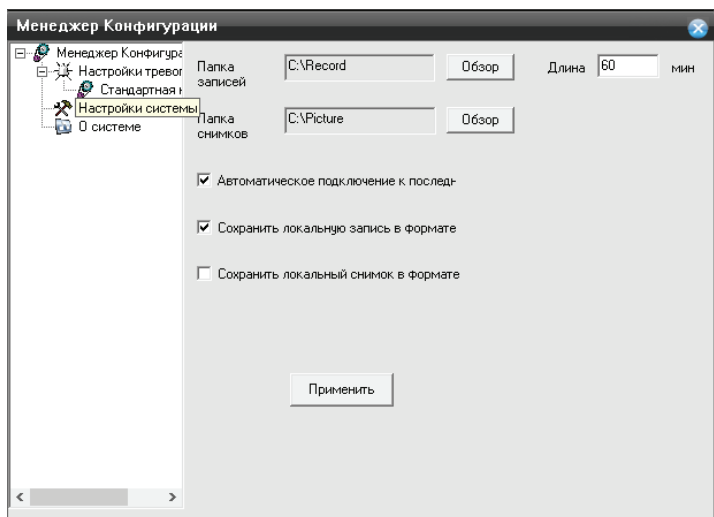 Менеджер Конфигурации
Менеджер Конфигура
Настройки тревог
Стандартная н
Настройки системы
О системе
Папка записей
C:\Record
Обзор
Длина
60
мин
Папка снимков
C:\Picture
Обзор
Автоматическое подключение к последн
Сохранить локальную запись в формате
Сохранить локальный снимок в формате
Применить